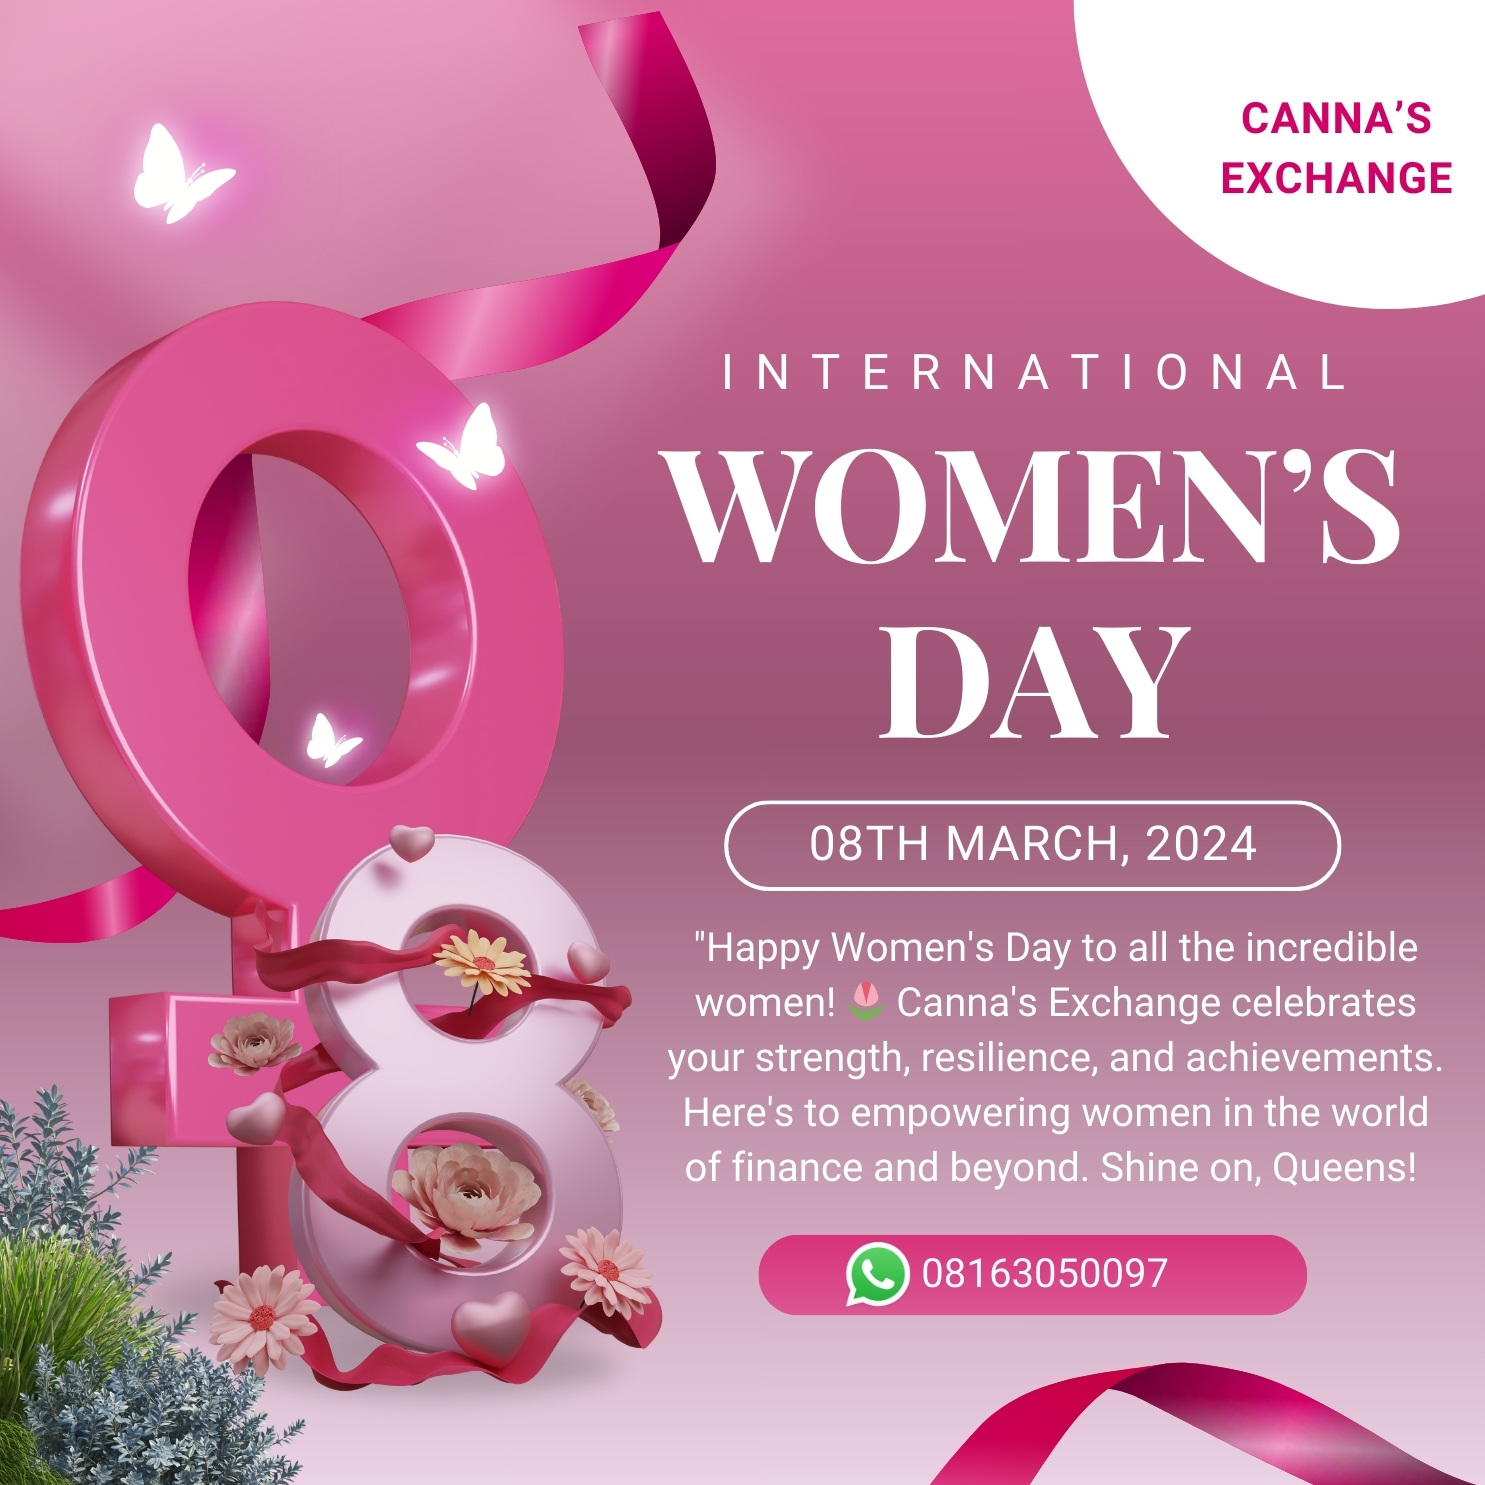 CANNA’S
EXCHANGE
INTERNATIONAL
WOMEN’S
DAY
08TH MARCH, 2024
"Happy Women's Day to all the incredible
women! 🌷 Canna's Exchange celebrates
your strength, resilience, and achievements.
Here's to empowering women in the world
of finance and beyond. Shine on, Queens!
08163050097
8